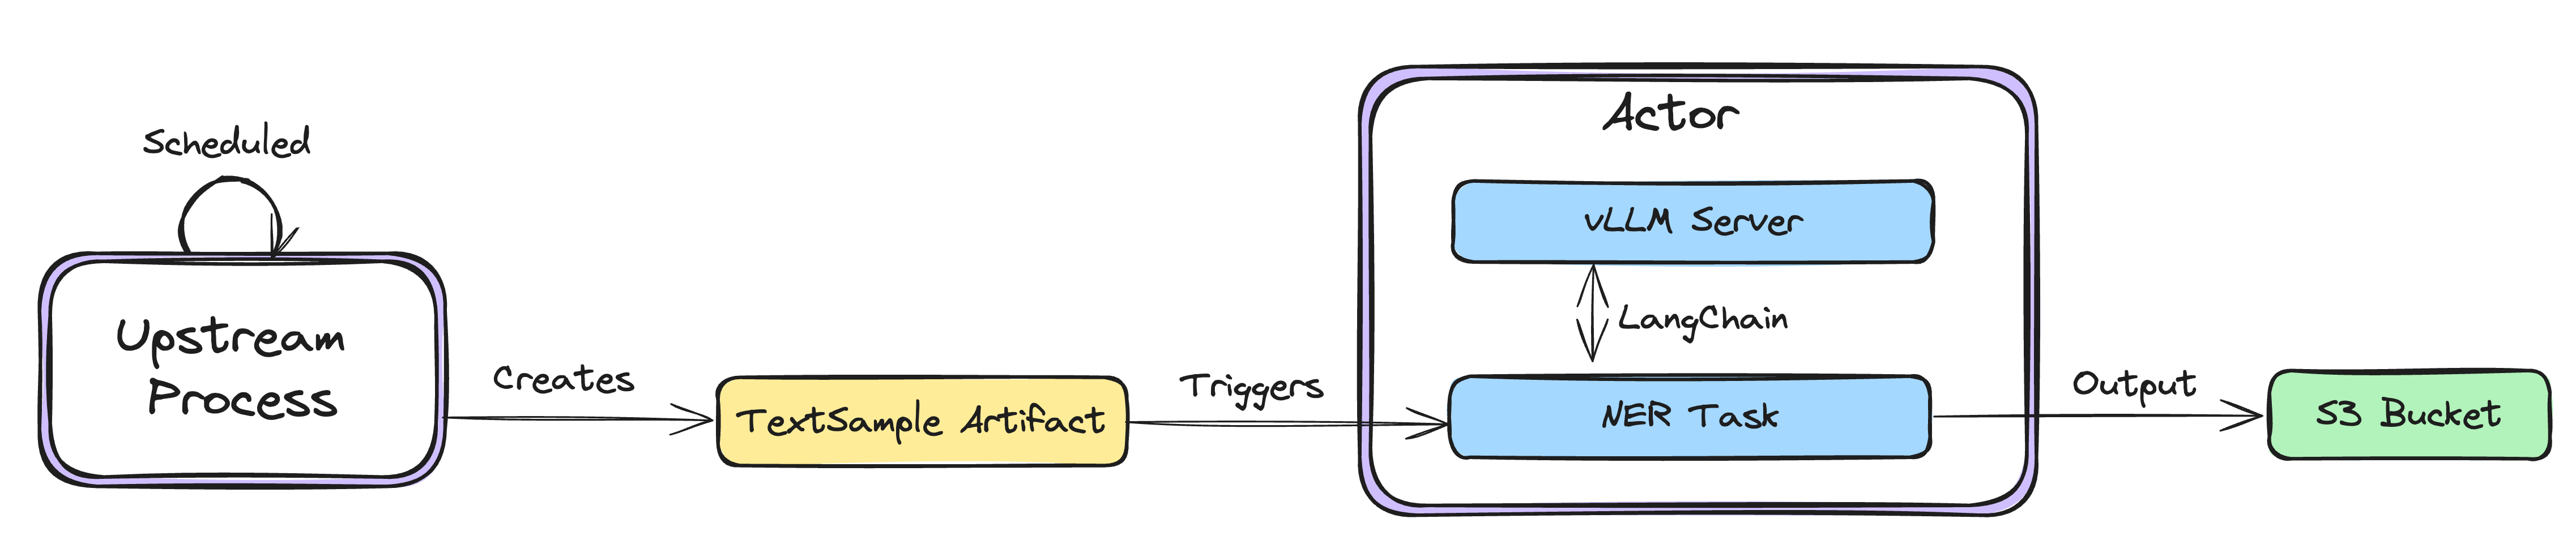 Scheduled
Upstream
Process
Creates
TextSample Artifact
Triggers
Actor
vLLM Server
LangChain
NER Task
Output
S3 Bucket